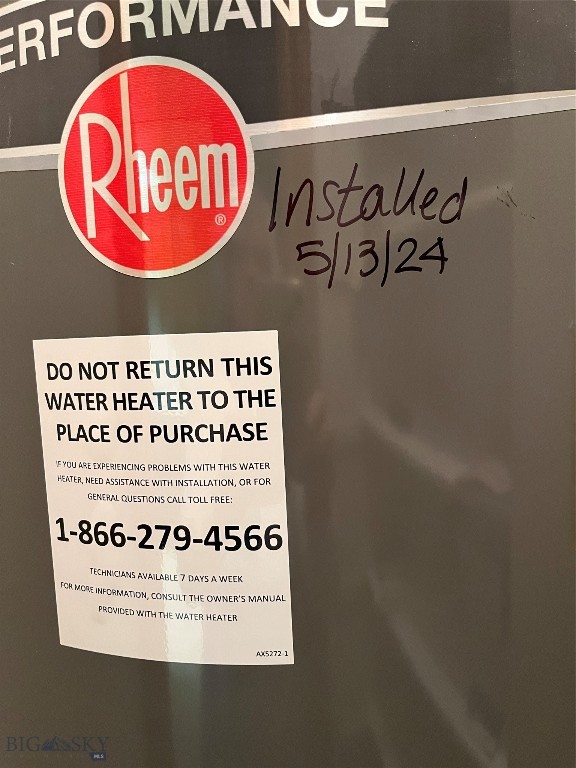 ERFORMANCE
Rheem®
Installed
5/13/24
DO NOT RETURN THIS
WATER HEATER TO THE
PLACE OF PURCHASE
IF YOU ARE EXPERIENCING PROBLEMS WITH THIS WATER
HEATER, NEED ASSISTANCE WITH INSTALLATION, OR FOR
GENERAL QUESTIONS CALL TOLL FREE:
1-866-279-4566
TECHNICIANS AVAILABLE 7 DAYS A WEEK
FOR MORE INFORMATION, CONSULT THE OWNER'S MANUAL
PROVIDED WITH THE WATER HEATER
AX5272-1
BIG SKY
MLS